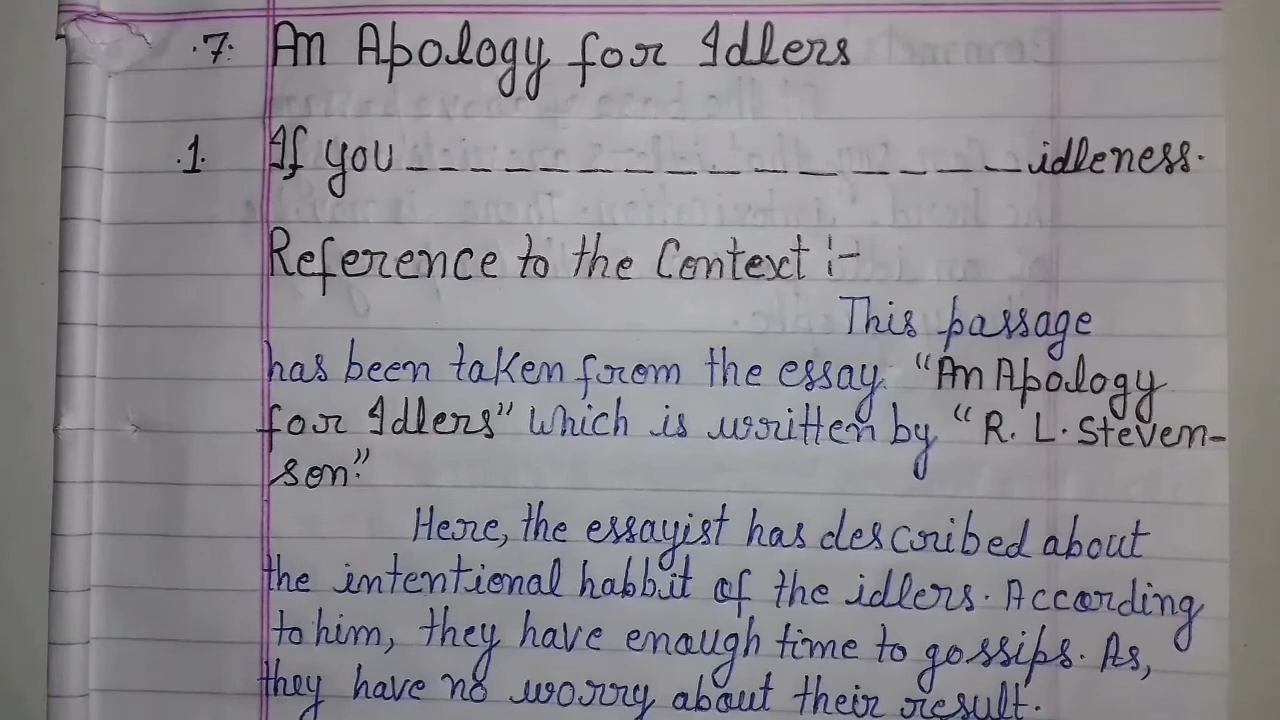 .7. An Apology for Idlers
.1. If you _ _ _ _ _ _ _ _ _ _ _ _ _ _ _ _ idleness.
Reference to the Context :-
This passage
has been taken from the essay "An Apology
for Idlers" which is written by "R. L. Steven-
son."
Here, the essayist has described about
the intentional habbit of the idlers. According
to him, they have enough time to gossips. As,
they have no worry about their result.